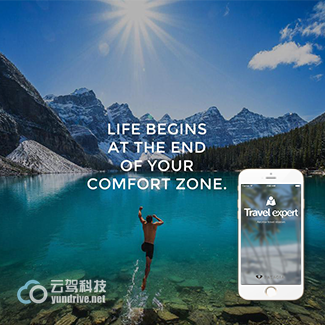 LIFE BEGINS
AT THE END
OF YOUR
COMFORT ZONE.
Travel expert
云驾科技
yundrive.net